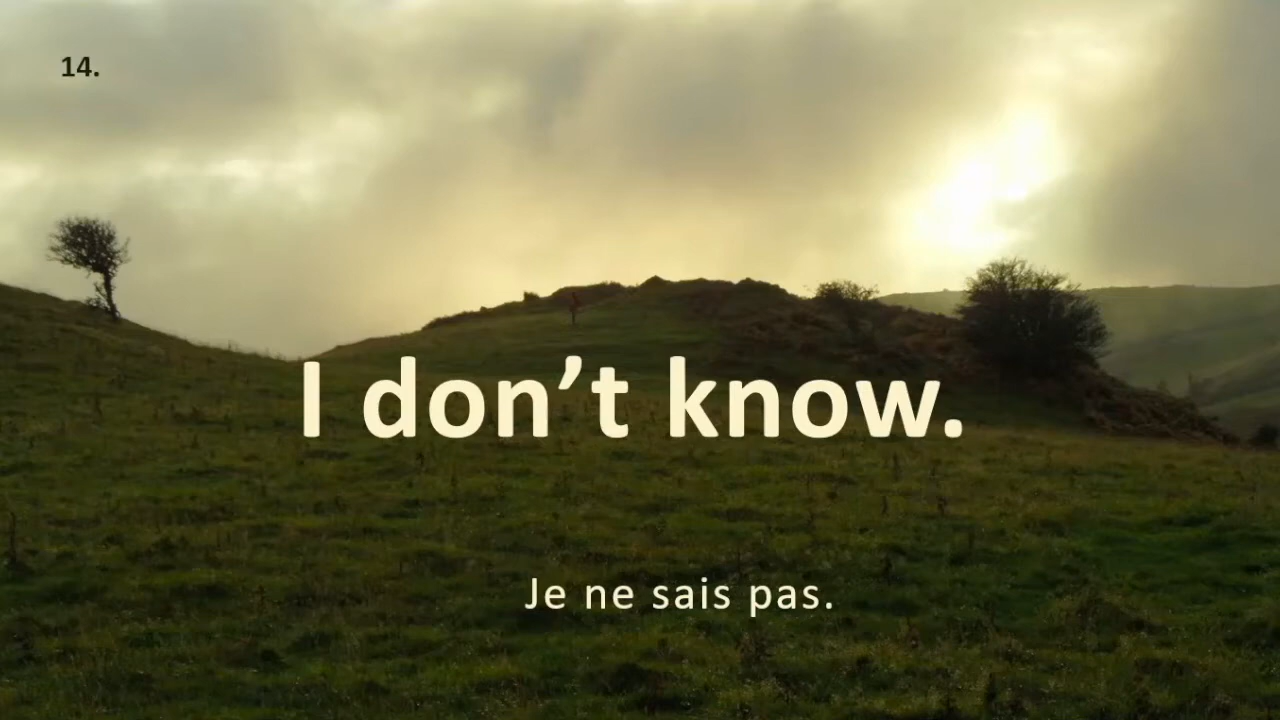 14.
I don’t know.
Je ne sais pas.